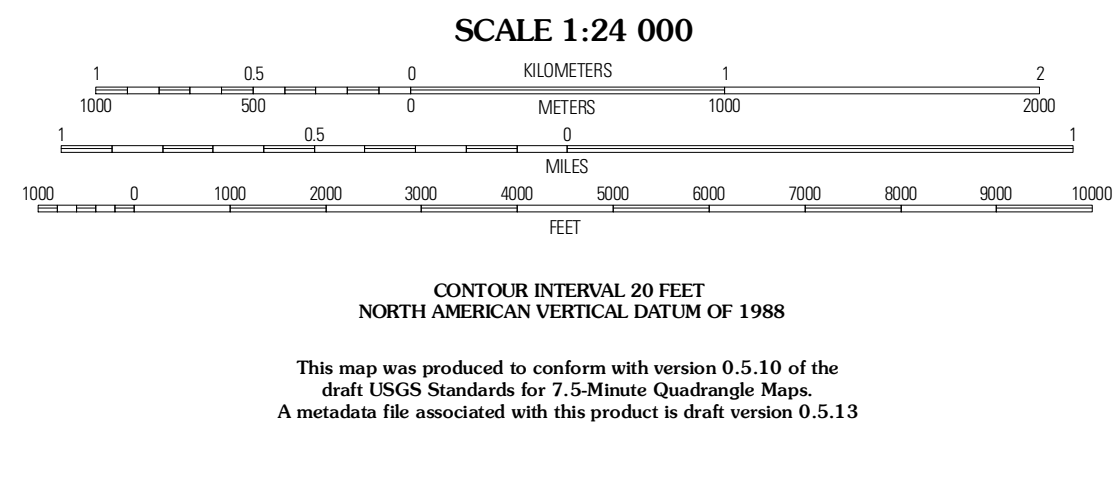 SCALE 1:24 000
1 0.5 0 KILOMETERS 1 2
1000 500 0 METERS 1000 2000
1 0.5 0 1
MILES
1000 0 1000 2000 3000 4000 5000 6000 7000 8000 9000 10000
FEET
CONTOUR INTERVAL 20 FEET
NORTH AMERICAN VERTICAL DATUM OF 1988
This map was produced to conform with version 0.5.10 of the
draft USGS Standards for 7.5-Minute Quadrangle Maps.
A metadata file associated with this product is draft version 0.5.13